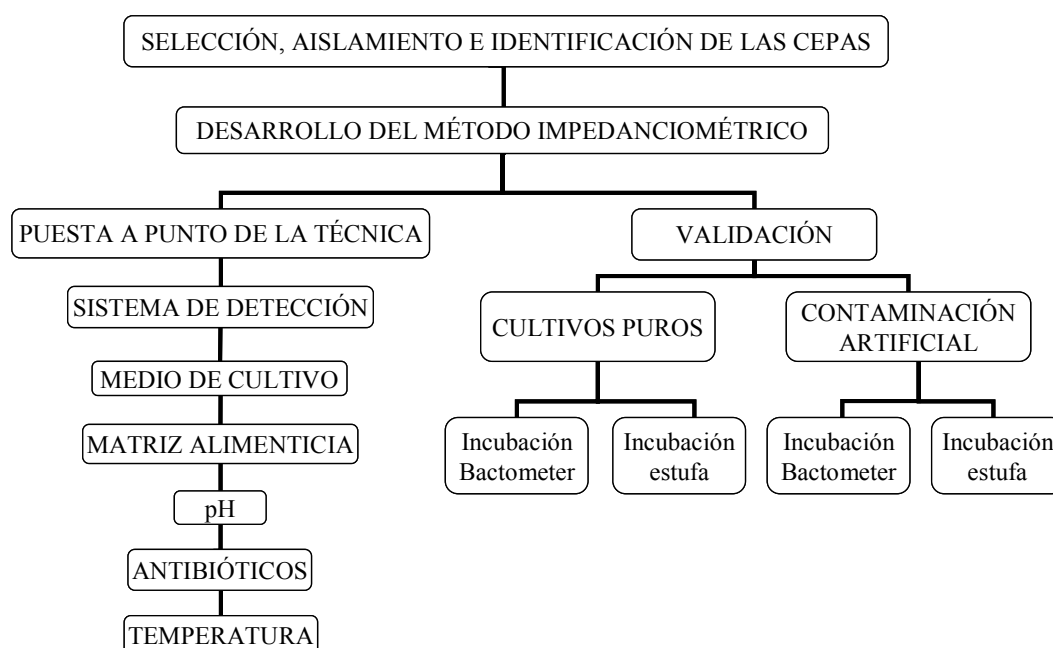 SELECCIÓN, AISLAMIENTO E IDENTIFICACIÓN DE LAS CEPAS
DESARROLLO DEL MÉTODO IMPEDANCIOMÉTRICO
PUESTA A PUNTO DE LA TÉCNICA
SISTEMA DE DETECCIÓN
MEDIO DE CULTIVO
MATRIZ ALIMENTICIA
pH
ANTIBIÓTICOS
TEMPERATURA
VALIDACIÓN
CULTIVOS PUROS
Incubación
Bactometer
Incubación
estufa
CONTAMINACIÓN
ARTIFICIAL
Incubación
Bactometer
Incubación
estufa